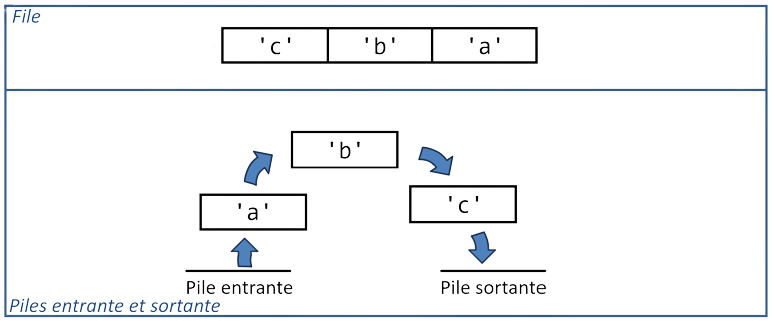 File
'c' 'b' 'a'
'b'
'a' 'c'
Pile entrante Pile sortante
Piles entrante et sortante